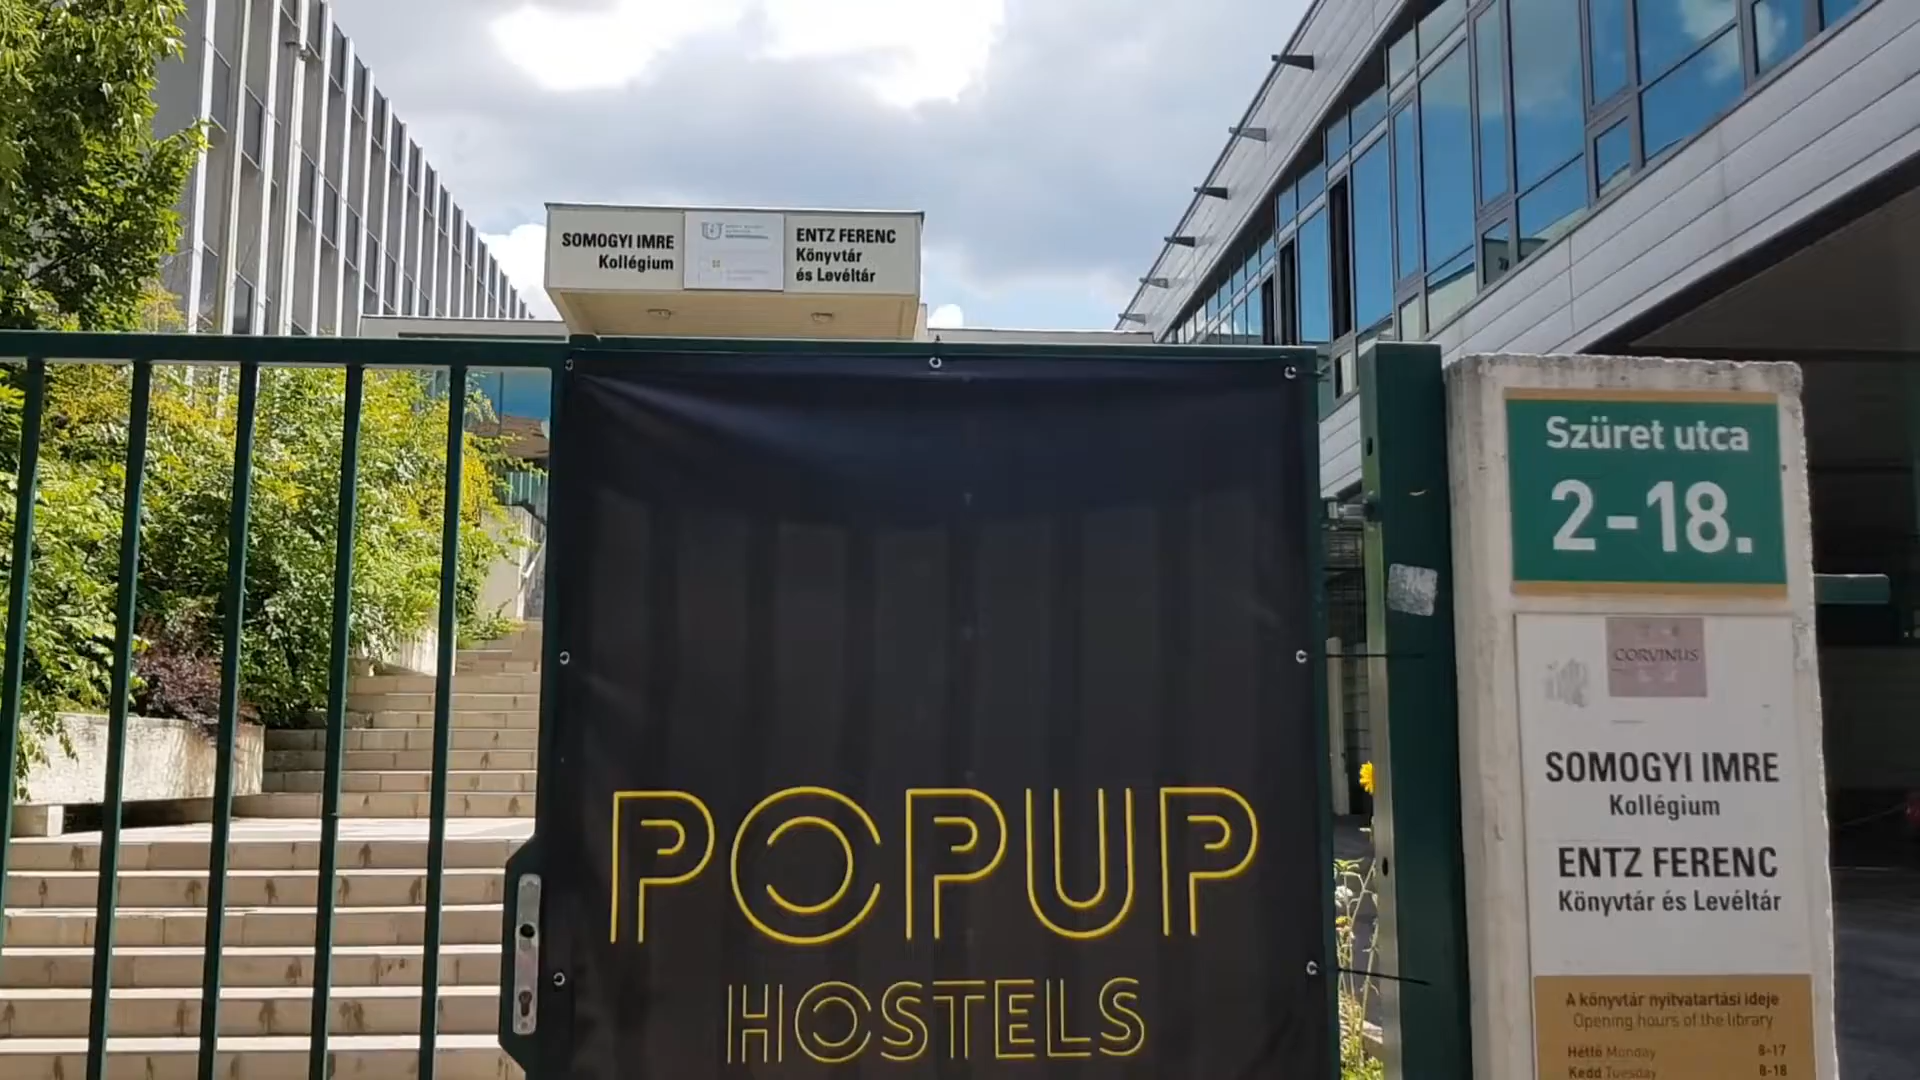 SOMOGYI IMRE
Kollégium
ENTZ FERENC
Könyvtár
és Levéltár
POPUP
HOSTELS
Szüret utca
2-18.
CORVINUS
SOMOGYI IMRE
Kollégium
ENTZ FERENC
Könyvtár és Levéltár
A könyvtár nyitvatartási ideje
Opening hours of the library
Hétfő Monday 8-17
Kedd Tuesday 8-18